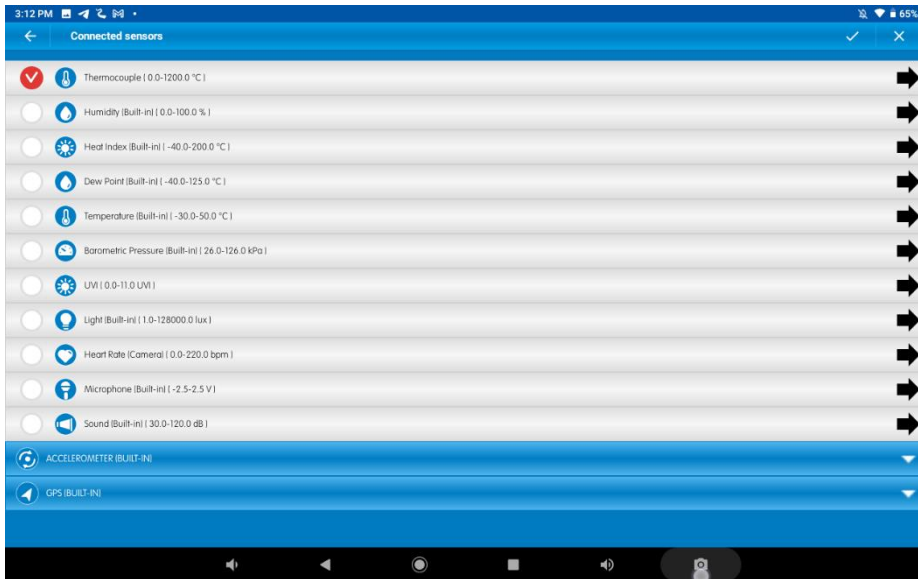 3:12 PM
65%
Connected sensors
Thermocouple ( 0.0-1200.0 °C )
Humidity (Built-in) ( 0.0-100.0 % )
Heat Index (Built-in) ( -40.0-200.0 °C )
Dew Point (Built-in) ( -40.0-125.0 °C )
Temperature (Built-in) ( -30.0-50.0 °C )
Barometric Pressure (Built-in) ( 26.0-126.0 kPa )
UVI ( 0.0-11.0 UVI )
Light (Built-in) ( 1.0-128000.0 lux )
Heart Rate (Camera) ( 0.0-220.0 bpm )
Microphone (Built-in) ( -2.5-2.5 V )
Sound (Built-in) ( 30.0-120.0 dB )
ACCELEROMETER (BUILT-IN)
GPS (BUILT-IN)